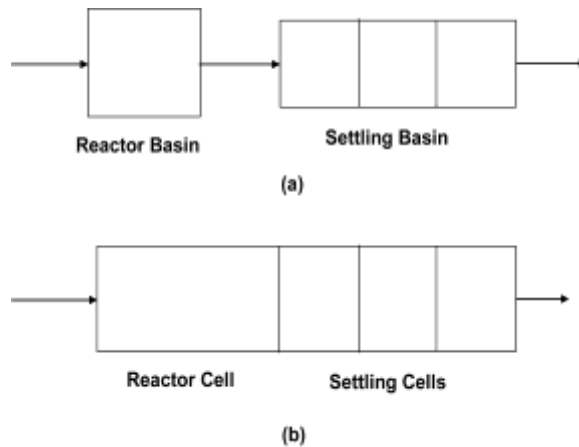 Reactor Basin
Settling Basin
(a)
Reactor Cell
Settling Cells
(b)